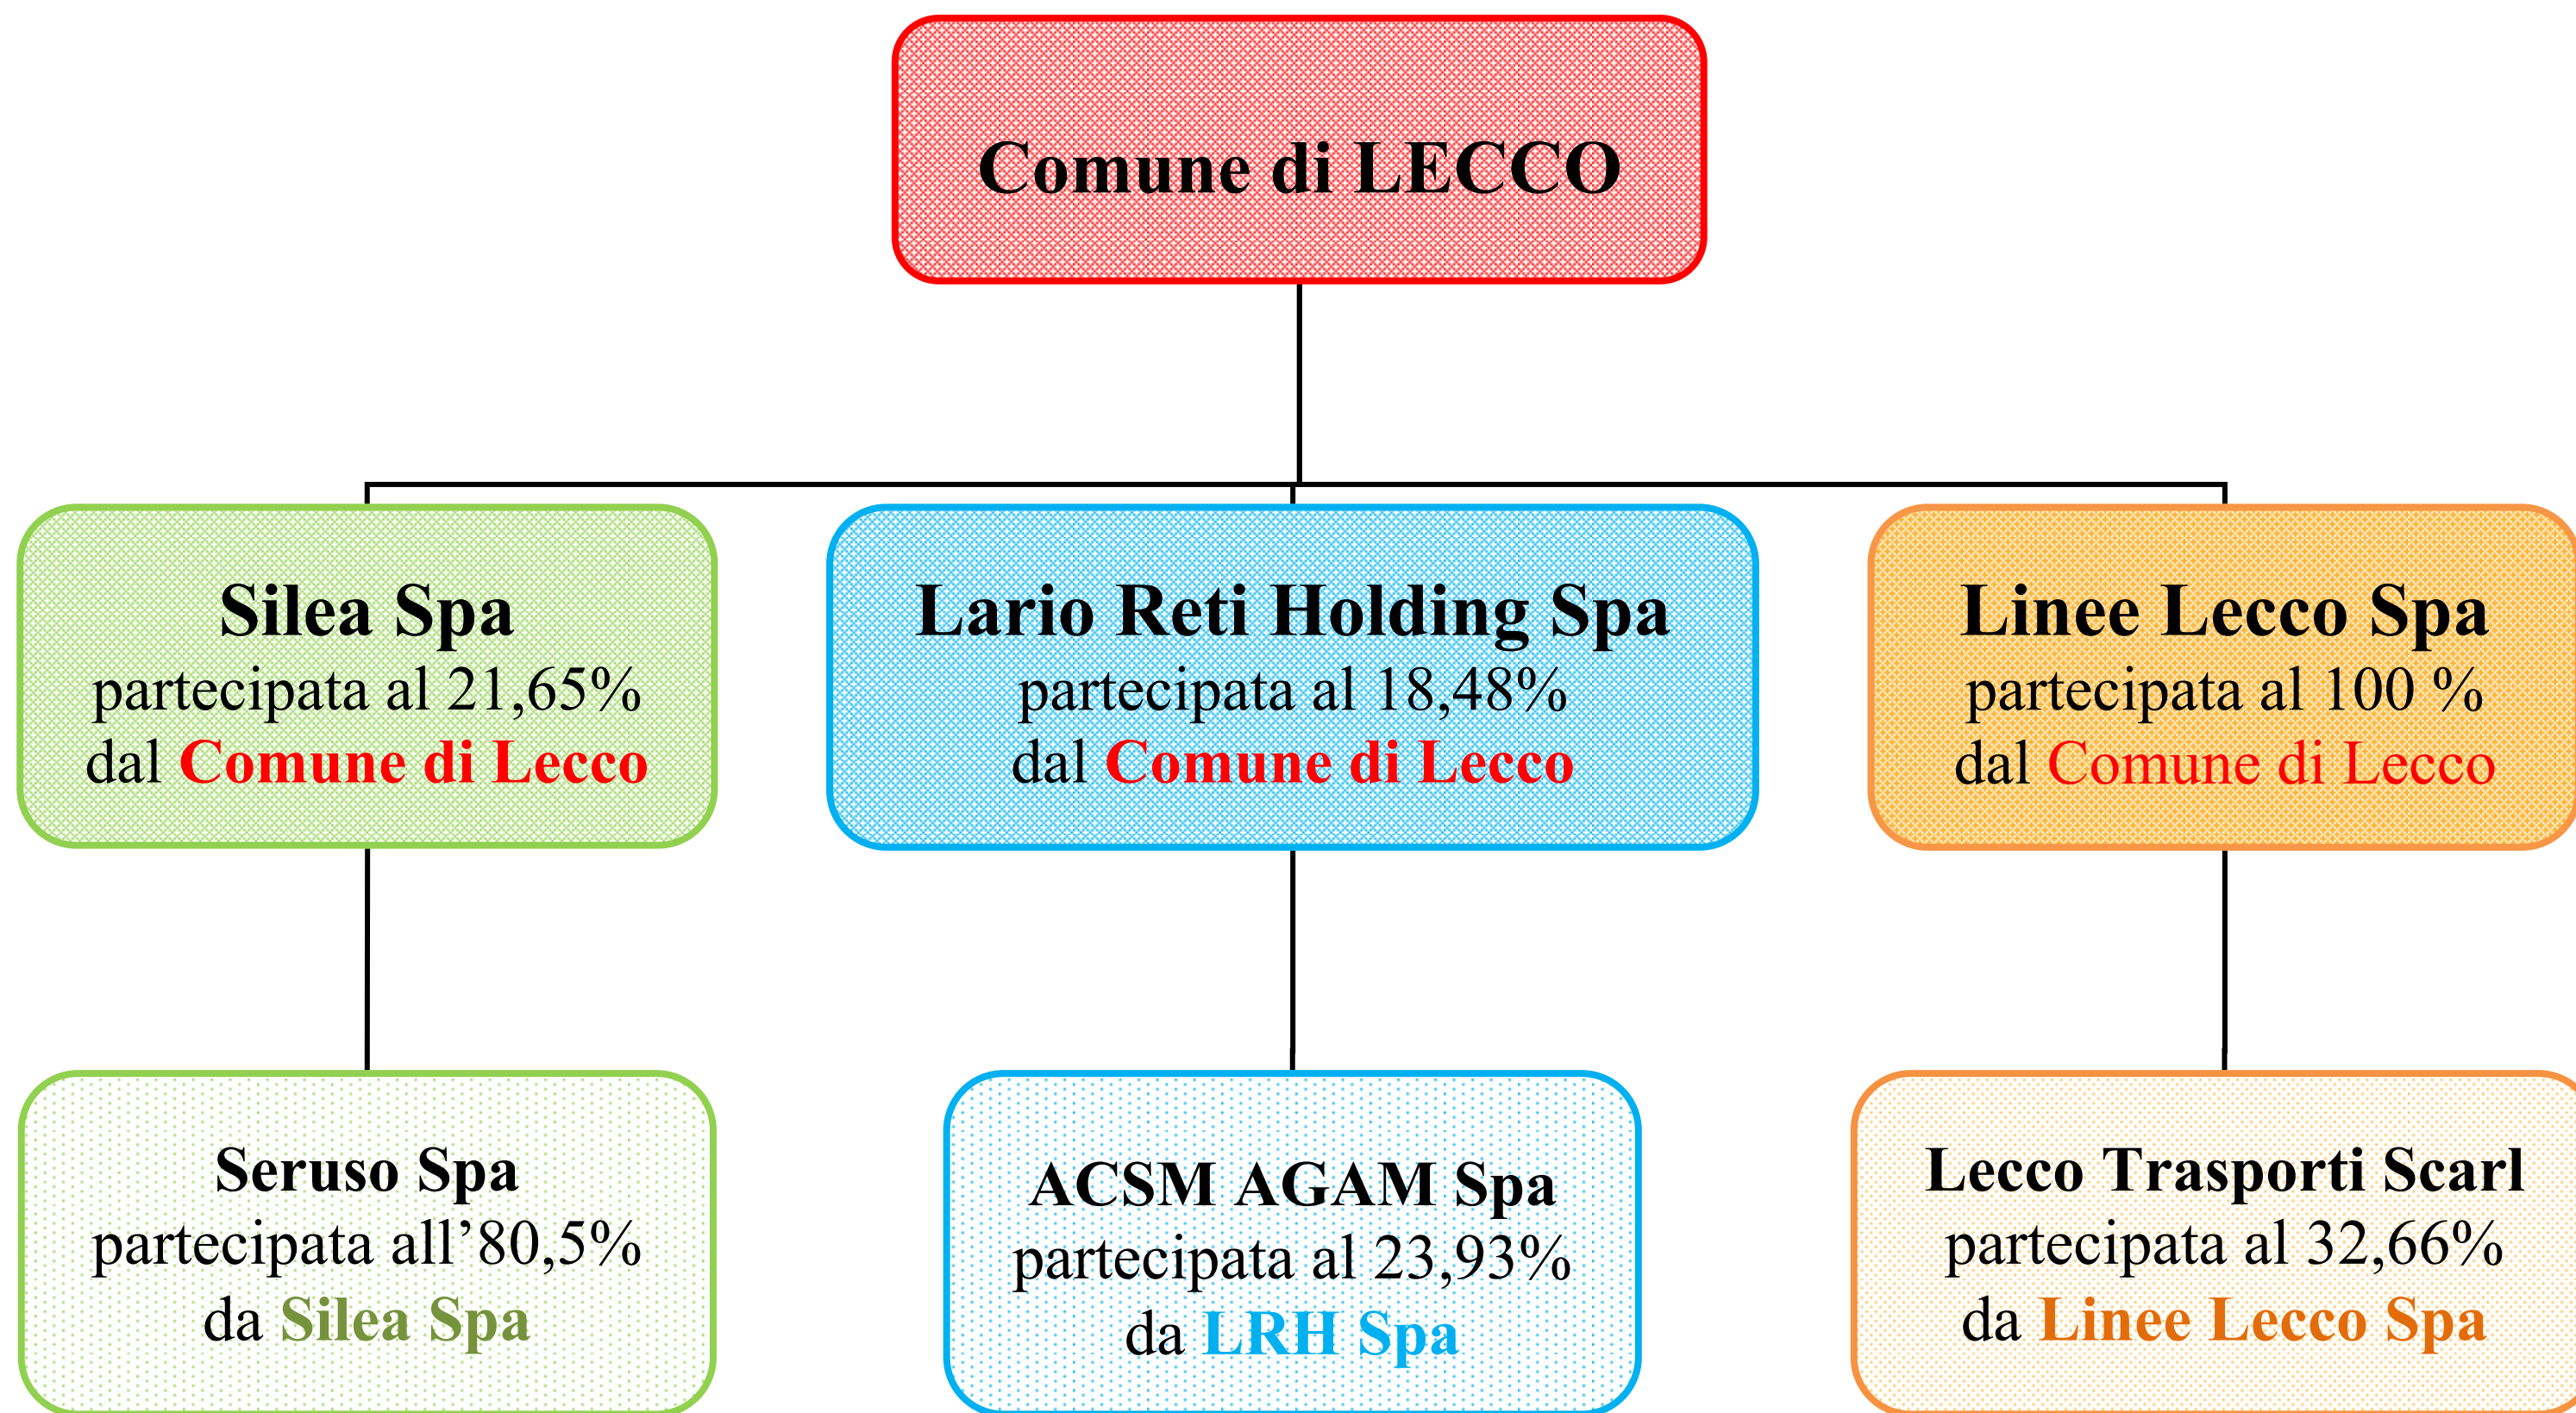 Comune di LECCO
Silea Spa
partecipata al 21,65%
dal Comune di Lecco
Lario Reti Holding Spa
partecipata al 18,48%
dal Comune di Lecco
Linee Lecco Spa
partecipata al 100 %
dal Comune di Lecco
Seruso Spa
partecipata all’80,5%
da Silea Spa
ACSM AGAM Spa
partecipata al 23,93%
da LRH Spa
Lecco Trasporti Scarl
partecipata al 32,66%
da Linee Lecco Spa